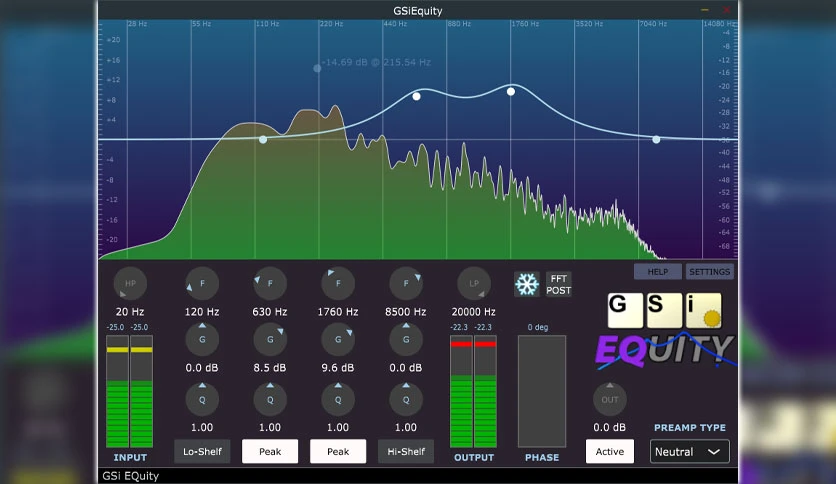 GSiEquity
28 Hz 55 Hz 110 Hz 220 Hz 440 Hz 880 Hz 1760 Hz 3520 Hz 7040 Hz 14080 Hz
+20
+16
+12
+8
+4
-4
-8
-12
-16
-20
-4
-8
-12
-16
-20
-24
-28
-32
-36
-40
-44
-48
-52
-56
-60
-64
-68
-14.69 dB @ 215.54 Hz
HP F F F F LP
FFT
POST
HELP SETTINGS
20 Hz 120 Hz 630 Hz 1760 Hz 8500 Hz 20000 Hz
GSi
EQUITY
-25.0 -25.0 G G G G -22.3 -22.3 0 deg
0.0 dB 8.5 dB 9.6 dB 0.0 dB
Q Q Q Q OUT
1.00 1.00 1.00 1.00 0.0 dB
PREAMP TYPE
INPUT Lo-Shelf Peak Peak Hi-Shelf OUTPUT PHASE Active Neutral
GSi EQuity